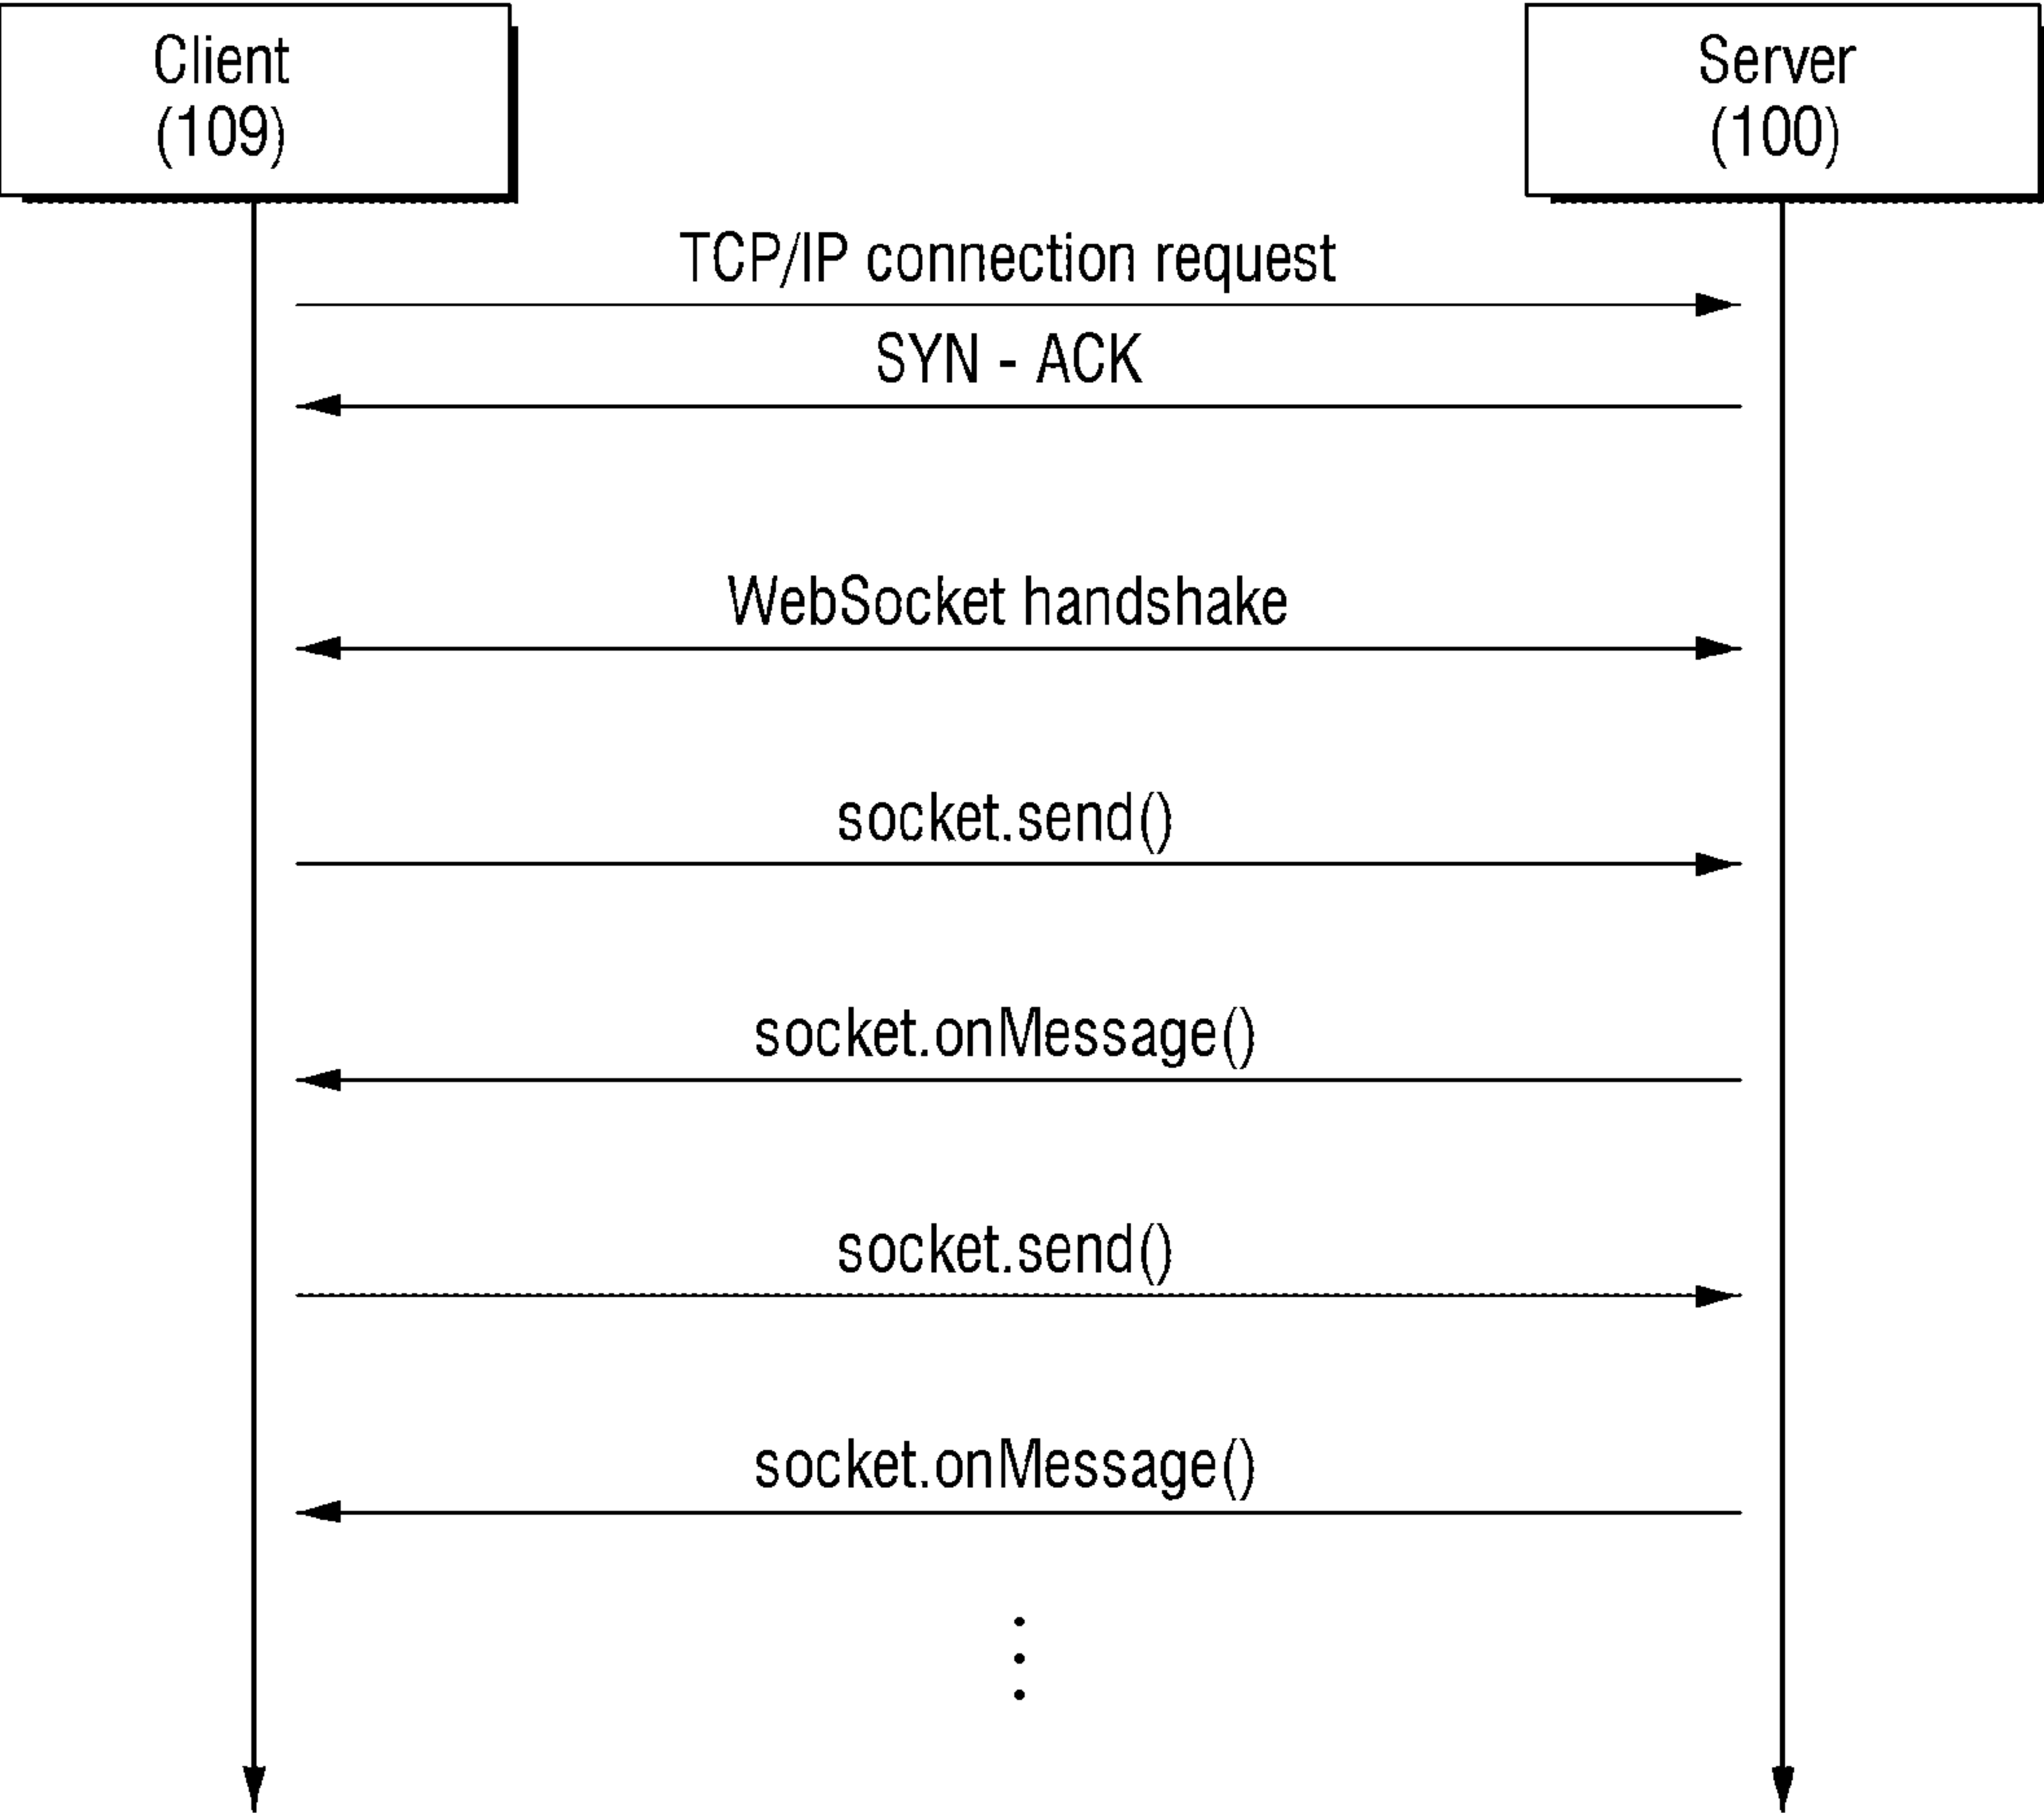 Client
(109)
Server
(100)
TCP/IP connection request
SYN - ACK
WebSocket handshake
socket.send()
socket.onMessage()
socket.send()
socket.onMessage()